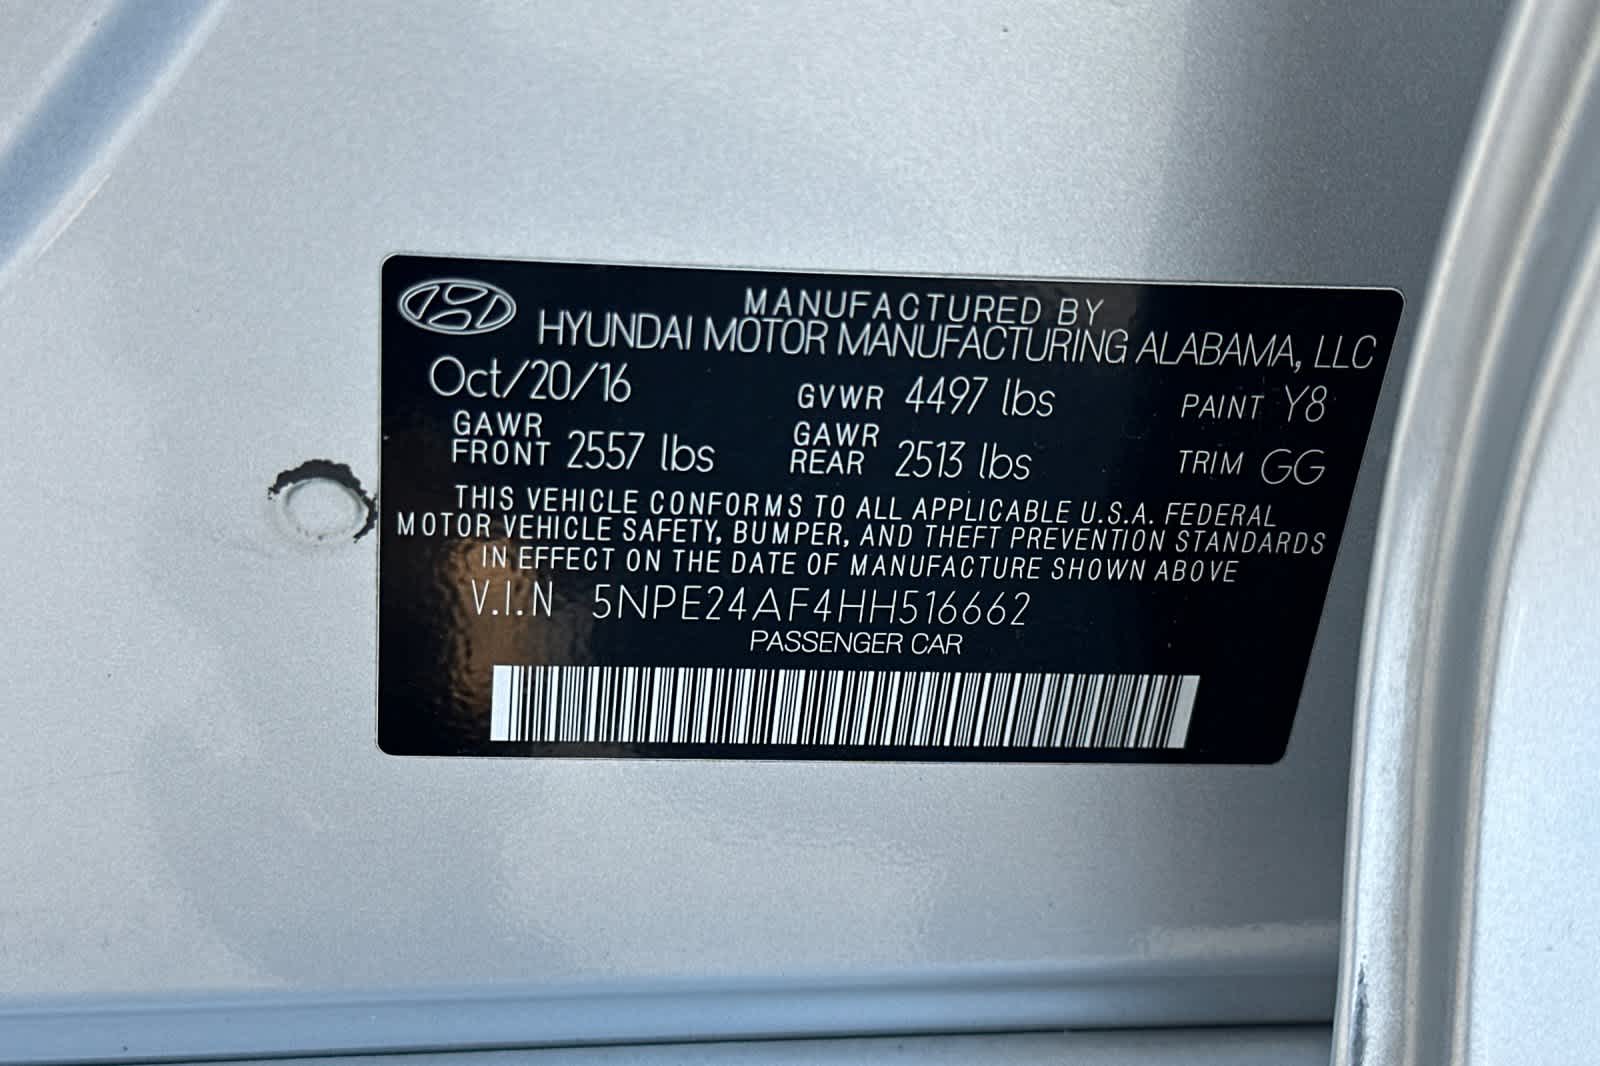 MANUFACTURED BY
HYUNDAI MOTOR MANUFACTURING ALABAMA, LLC
Oct/20/16 GVWR 4497 lbs PAINT Y8
GAWR FRONT 2557 lbs GAWR REAR 2513 lbs TRIM GG
THIS VEHICLE CONFORMS TO ALL APPLICABLE U.S.A. FEDERAL
MOTOR VEHICLE SAFETY, BUMPER, AND THEFT PREVENTION STANDARDS
IN EFFECT ON THE DATE OF MANUFACTURE SHOWN ABOVE
V.I.N 5NPE24AF4HH516662
PASSENGER CAR